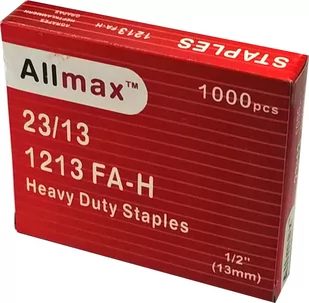 1213 FA-H
STAPLES
Allmax™
1000pcs
23/13
1213 FA-H
Heavy Duty Staples
1/2"
(13mm)